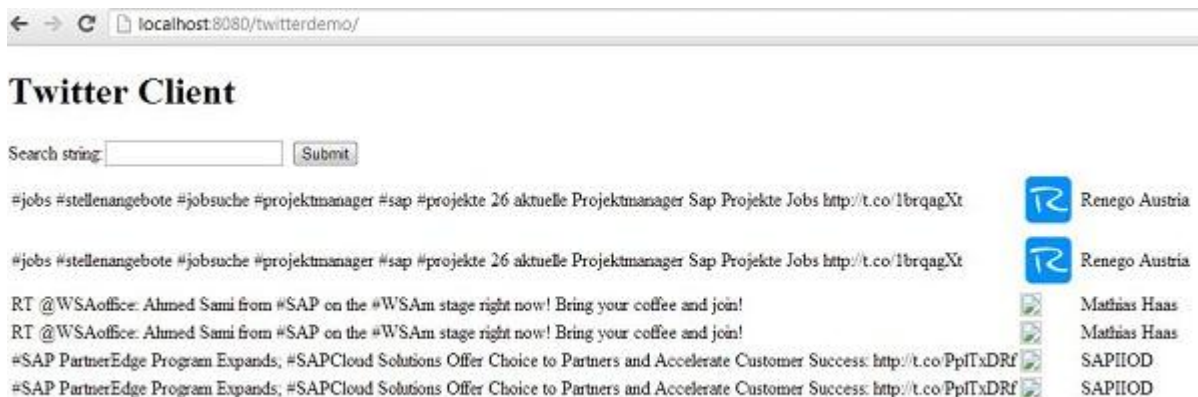 localhost:8080/twitterdemo/
Twitter Client
Search string: Submit
#jobs #stellenangebote #jobsuche #projektmanager #sap #projekte 26 aktuelle Projektmanager Sap Projekte Jobs http://t.co/1brqagXt R Renego Austria
#jobs #stellenangebote #jobsuche #projektmanager #sap #projekte 26 aktuelle Projektmanager Sap Projekte Jobs http://t.co/1brqagXt R Renego Austria
RT @WSAoffice: Ahmed Sami from #SAP on the #WSAm stage right now! Bring your coffee and join! Mathias Haas
RT @WSAoffice: Ahmed Sami from #SAP on the #WSAm stage right now! Bring your coffee and join! Mathias Haas
#SAP PartnerEdge Program Expands; #SAPCloud Solutions Offer Choice to Partners and Accelerate Customer Success: http://t.co/PpITxDRf SAPIIOD
#SAP PartnerEdge Program Expands; #SAPCloud Solutions Offer Choice to Partners and Accelerate Customer Success: http://t.co/PpITxDRf SAPIIOD